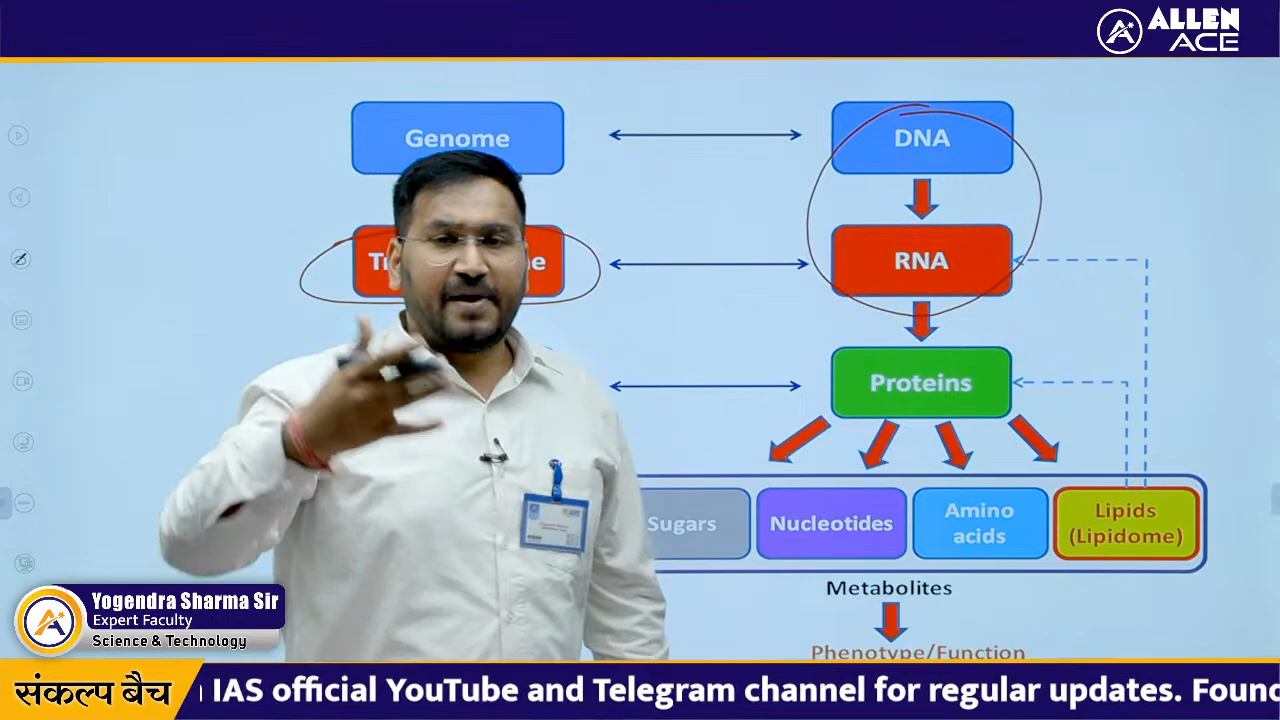 ALLEN
ACE
Genome
DNA
RNA
Proteins
Sugars
Nucleotides
Amino
acids
Lipids
(Lipidome)
Metabolites
Phenotype/Function
Yogendra Sharma Sir
Expert Faculty
Science & Technology
संकल्प बैच
IAS official YouTube and Telegram channel for regular updates. Found